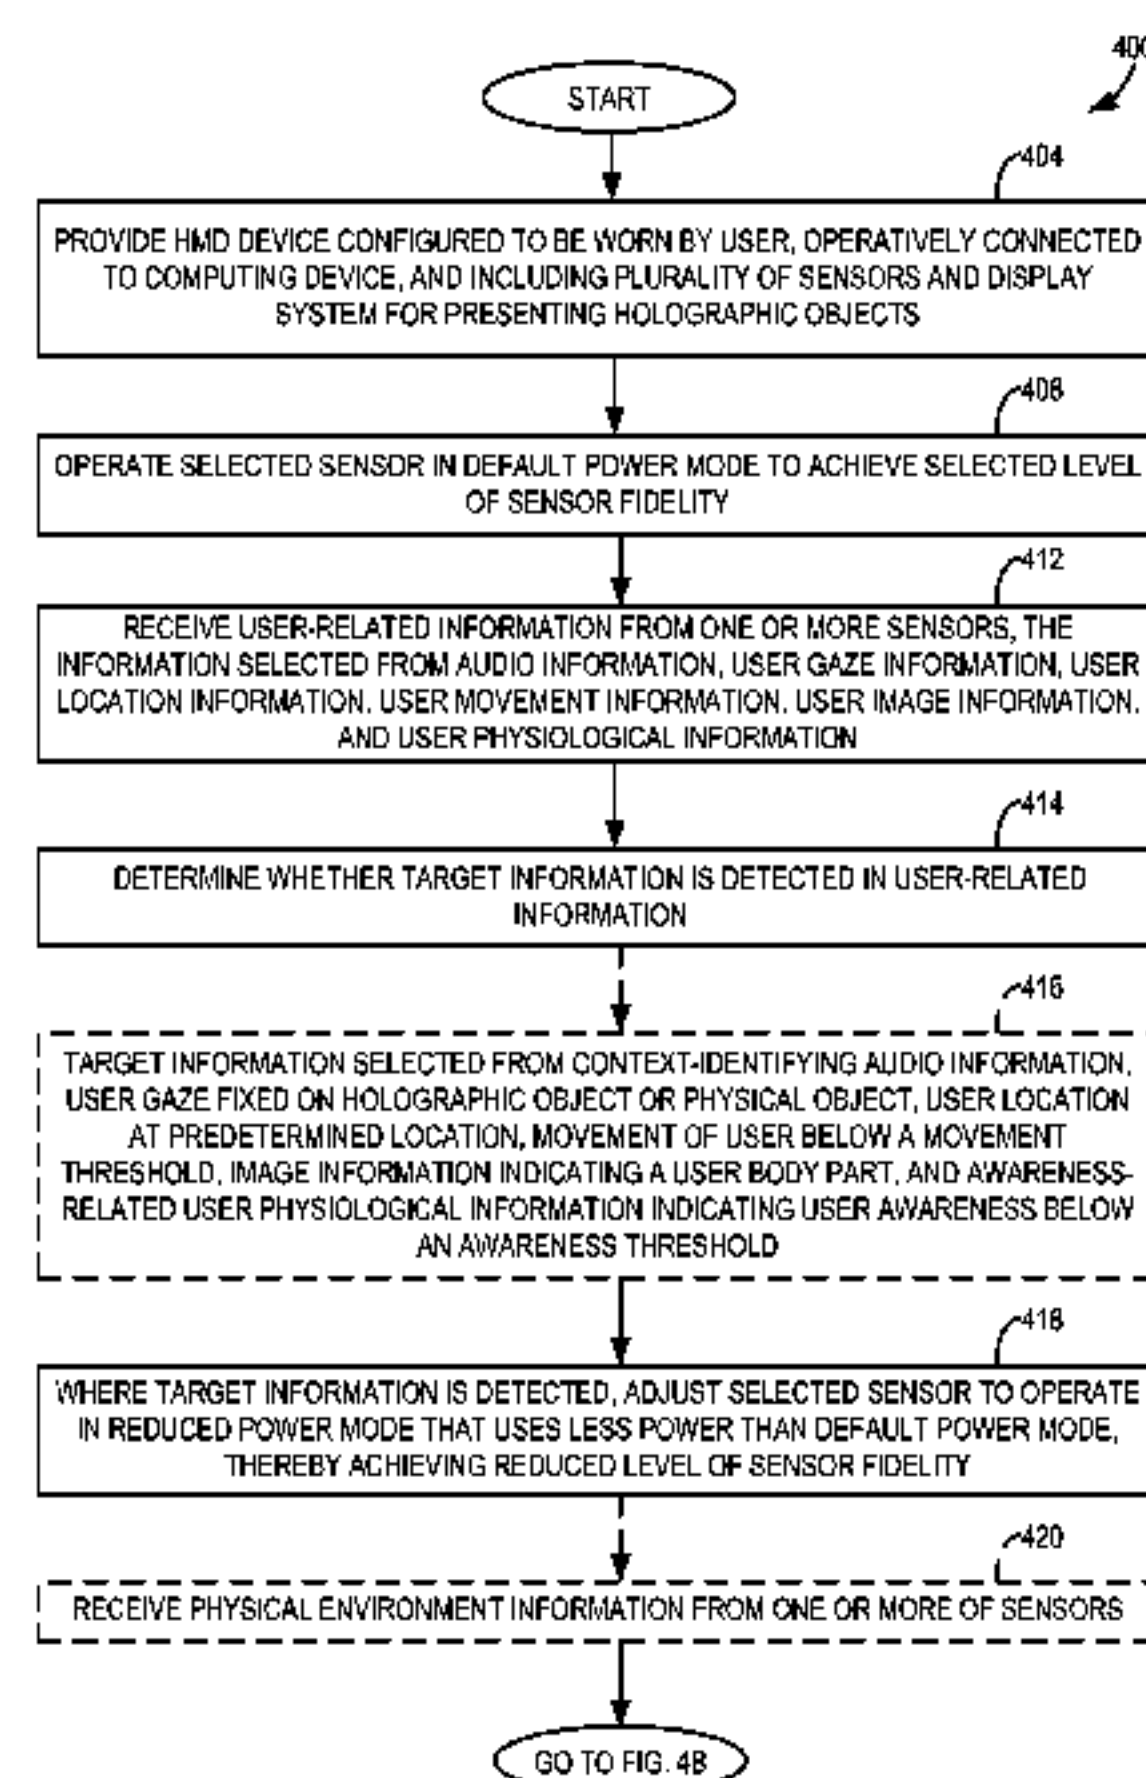 400
START
404
PROVIDE HMD DEVICE CONFIGURED TO BE WORN BY USER, OPERATIVELY CONNECTED
TO COMPUTING DEVICE, AND INCLUDING PLURALITY OF SENSORS AND DISPLAY
SYSTEM FOR PRESENTING HOLOGRAPHIC OBJECTS
408
OPERATE SELECTED SENSOR IN DEFAULT POWER MODE TO ACHIEVE SELECTED LEVEL
OF SENSOR FIDELITY
412
RECEIVE USER-RELATED INFORMATION FROM ONE OR MORE SENSORS, THE
INFORMATION SELECTED FROM AUDIO INFORMATION, USER GAZE INFORMATION, USER
LOCATION INFORMATION, USER MOVEMENT INFORMATION, USER IMAGE INFORMATION,
AND USER PHYSIOLOGICAL INFORMATION
414
DETERMINE WHETHER TARGET INFORMATION IS DETECTED IN USER-RELATED
INFORMATION
416
TARGET INFORMATION SELECTED FROM CONTEXT-IDENTIFYING AUDIO INFORMATION,
USER GAZE FIXED ON HOLOGRAPHIC OBJECT OR PHYSICAL OBJECT, USER LOCATION
AT PREDETERMINED LOCATION, MOVEMENT OF USER BELOW A MOVEMENT
THRESHOLD, IMAGE INFORMATION INDICATING A USER BODY PART, AND AWARENESS-
RELATED USER PHYSIOLOGICAL INFORMATION INDICATING USER AWARENESS BELOW
AN AWARENESS THRESHOLD
418
WHERE TARGET INFORMATION IS DETECTED, ADJUST SELECTED SENSOR TO OPERATE
IN REDUCED POWER MODE THAT USES LESS POWER THAN DEFAULT POWER MODE,
THEREBY ACHIEVING REDUCED LEVEL OF SENSOR FIDELITY
420
RECEIVE PHYSICAL ENVIRONMENT INFORMATION FROM ONE OR MORE OF SENSORS
GO TO FIG. 4B